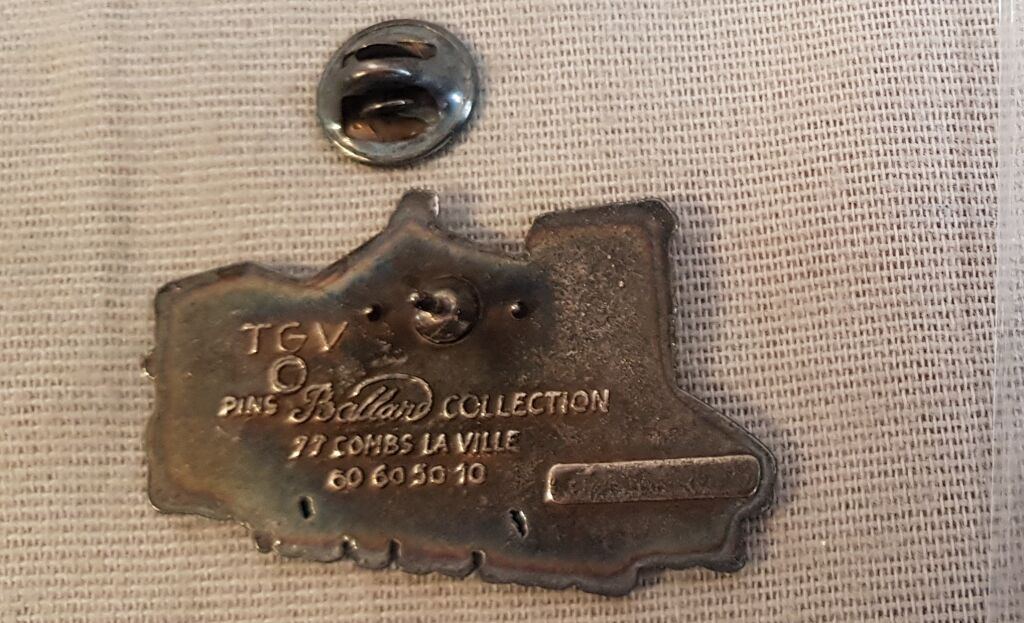 TGV
PINS Ballard COLLECTION
77 COMBS LA VILLE
60 60 50 10